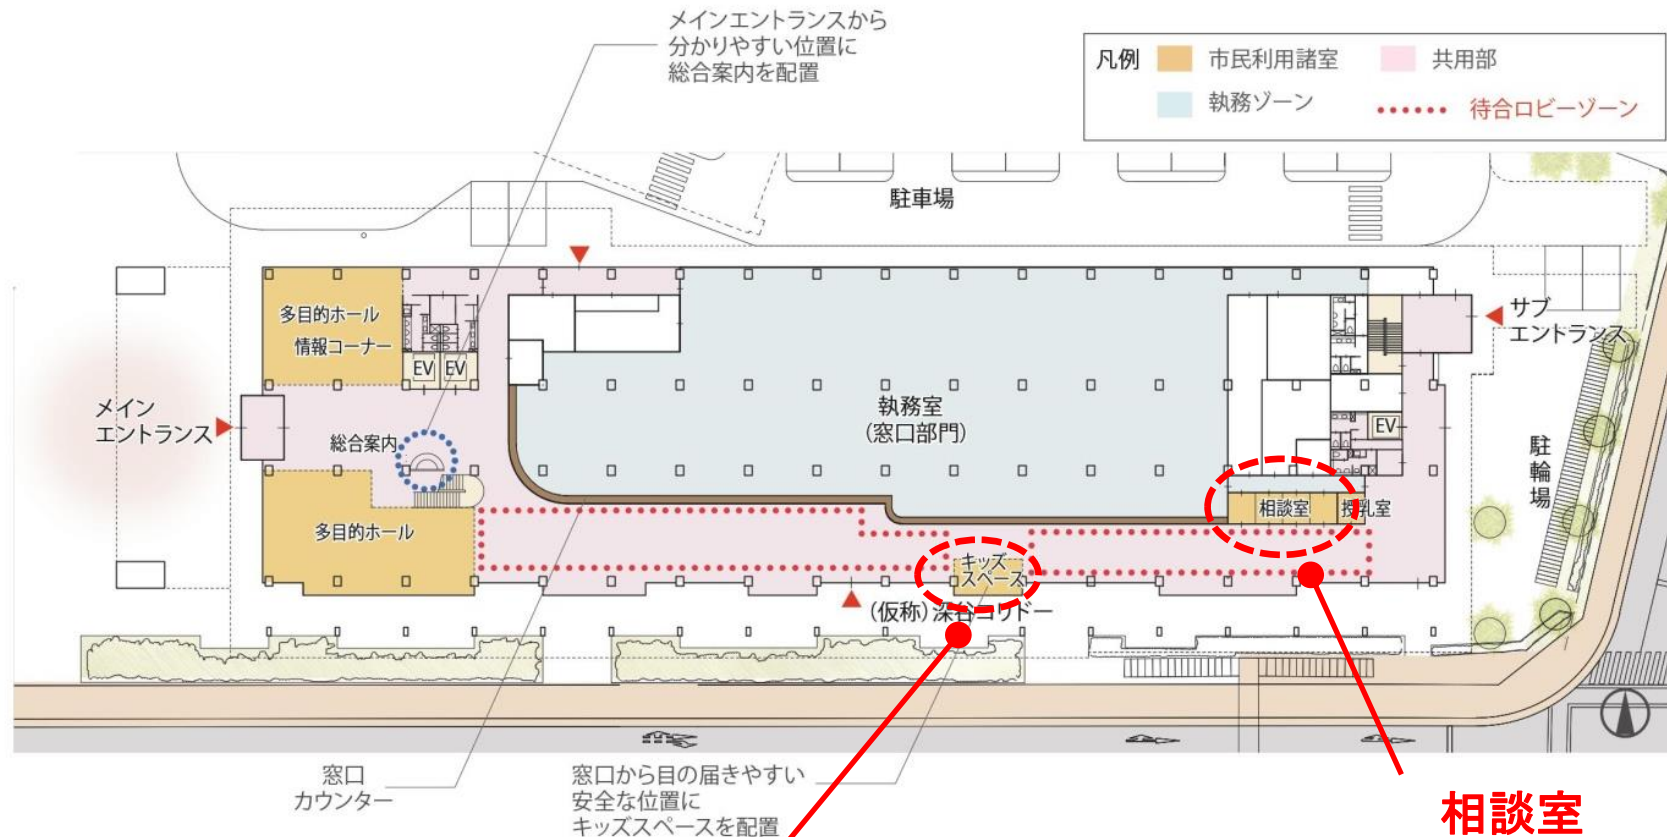 メインエントランスから
分かりやすい位置に
総合案内を配置
凡例 市民利用諸室 共用部
執務ゾーン 待合ロビーゾーン
駐車場
多目的ホール
情報コーナー
EV EV
サブ
エントランス
メイン
エントランス
執務室
(窓口部門)
総合案内
EV
駐輪場
相談室 授乳室
多目的ホール
キッズ
スペース
(仮称)深谷コリドー
窓口
カウンター
窓口から目の届きやすい
安全な位置に
キッズスペースを配置
相談室